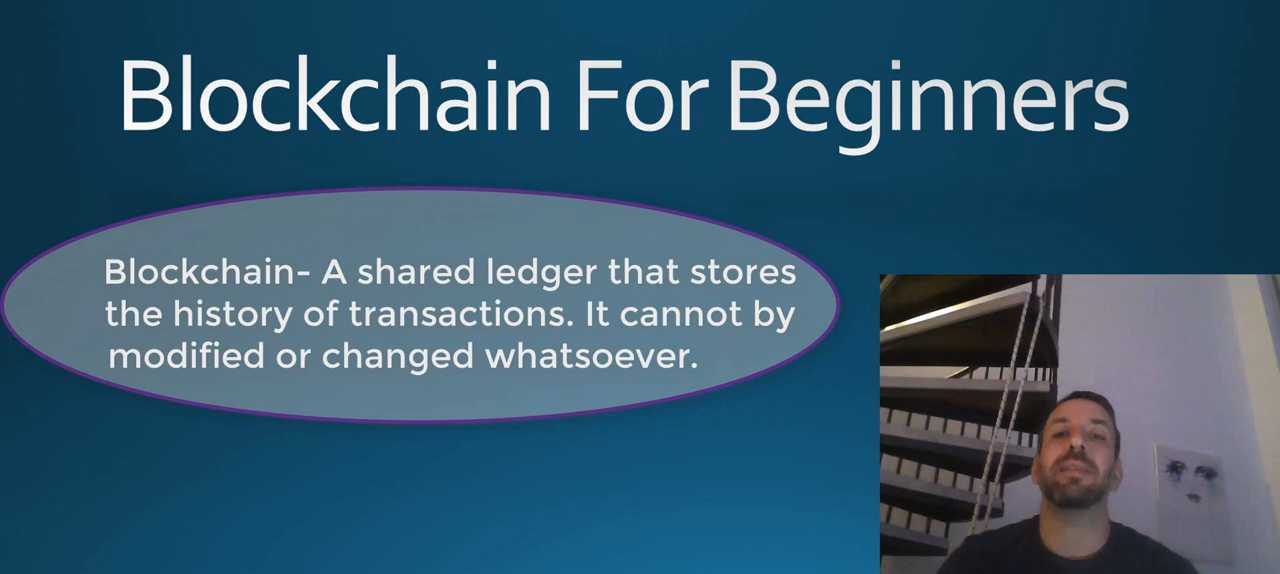 Blockchain For Beginners
Blockchain- A shared ledger that stores
the history of transactions. It cannot by
modified or changed whatsoever.